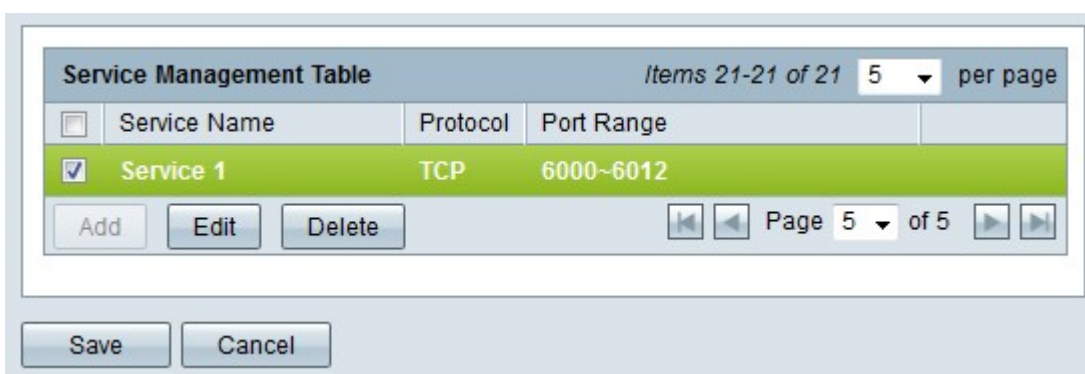 Service Management Table Items 21-21 of 21 5 per page
Service Name Protocol Port Range
Service 1 TCP 6000~6012
Add Edit Delete Page 5 of 5
Save Cancel